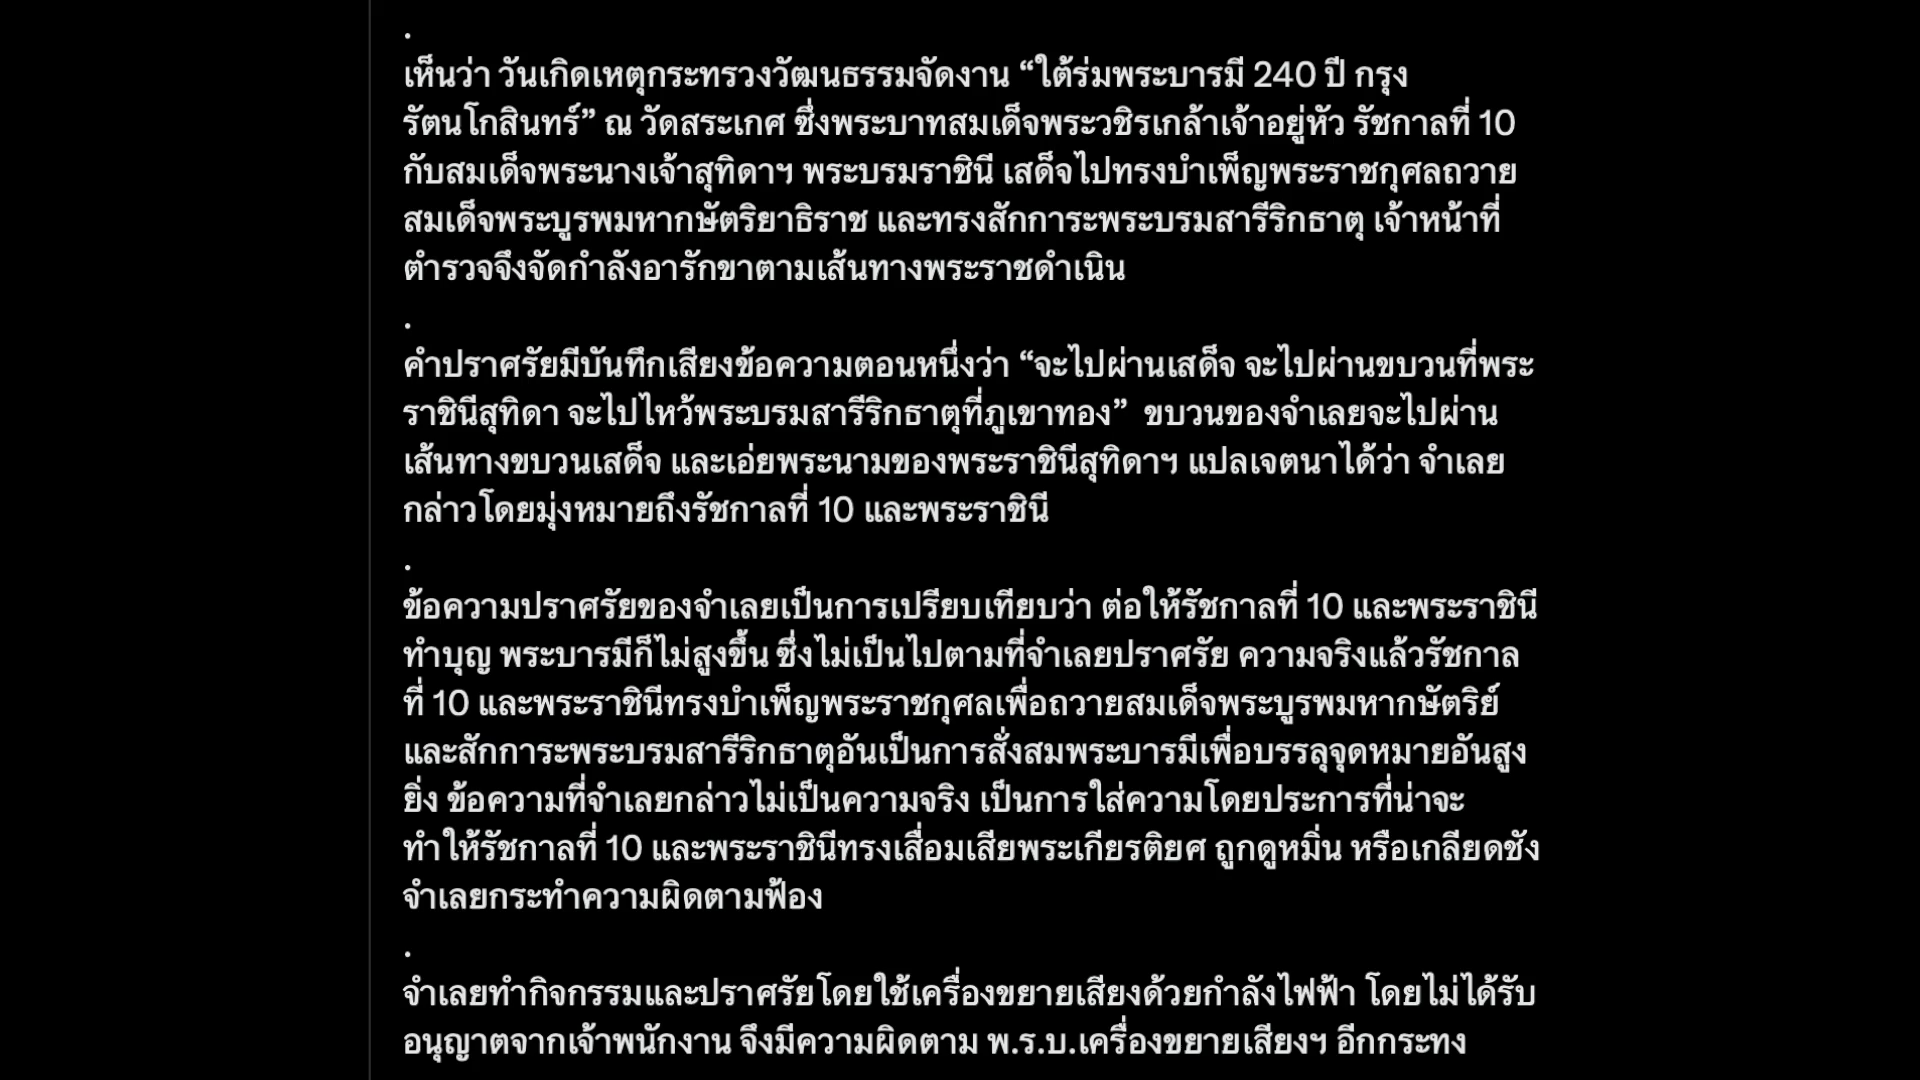 .
เห็นว่า วันเกิดเหตุกระทรวงวัฒนธรรมจัดงาน “ใต้ร่มพระบารมี 240 ปี กรุง
รัตนโกสินทร์” ณ วัดสระเกศ ซึ่งพระบาทสมเด็จพระวชิรเกล้าเจ้าอยู่หัว รัชกาลที่ 10
กับสมเด็จพระนางเจ้าสุทิดาฯ พระบรมราชินี เสด็จไปทรงบำเพ็ญพระราชกุศลถวาย
สมเด็จพระบูรพมหากษัตริยาธิราช และทรงสักการะพระบรมสารีริกธาตุ เจ้าหน้าที่
ตำรวจจึงจัดกำลังอารักขาตามเส้นทางพระราชดำเนิน
.
คำปราศรัยมีบันทึกเสียงข้อความตอนหนึ่งว่า “จะไปผ่านเสด็จ จะไปผ่านขบวนที่พระ
ราชินีสุทิดา จะไปไหว้พระบรมสารีริกธาตุที่ภูเขาทอง”  ขบวนของจำเลยจะไปผ่าน
เส้นทางขบวนเสด็จ และเอ่ยพระนามของพระราชินีสุทิดาฯ แปลเจตนาได้ว่า จำเลย
กล่าวโดยมุ่งหมายถึงรัชกาลที่ 10 และพระราชินี
.
ข้อความปราศรัยของจำเลยเป็นการเปรียบเทียบว่า ต่อให้รัชกาลที่ 10 และพระราชินี
ทำบุญ พระบารมีก็ไม่สูงขึ้น ซึ่งไม่เป็นไปตามที่จำเลยปราศรัย ความจริงแล้วรัชกาล
ที่ 10 และพระราชินีทรงบำเพ็ญพระราชกุศลเพื่อถวายสมเด็จพระบูรพมหากษัตริย์
และสักการะพระบรมสารีริกธาตุอันเป็นการสั่งสมพระบารมีเพื่อบรรลุจุดหมายอันสูง
ยิ่ง ข้อความที่จำเลยกล่าวไม่เป็นความจริง เป็นการใส่ความโดยประการที่น่าจะ
ทำให้รัชกาลที่ 10 และพระราชินีทรงเสื่อมเสียพระเกียรติยศ ถูกดูหมิ่น หรือเกลียดชัง
จำเลยกระทำความผิดตามฟ้อง
.
จำเลยทำกิจกรรมและปราศรัยโดยใช้เครื่องขยายเสียงด้วยกำลังไฟฟ้า โดยไม่ได้รับ
อนุญาตจากเจ้าพนักงาน จึงมีความผิดตาม พ.ร.บ.เครื่องขยายเสียงฯ อีกกระทง